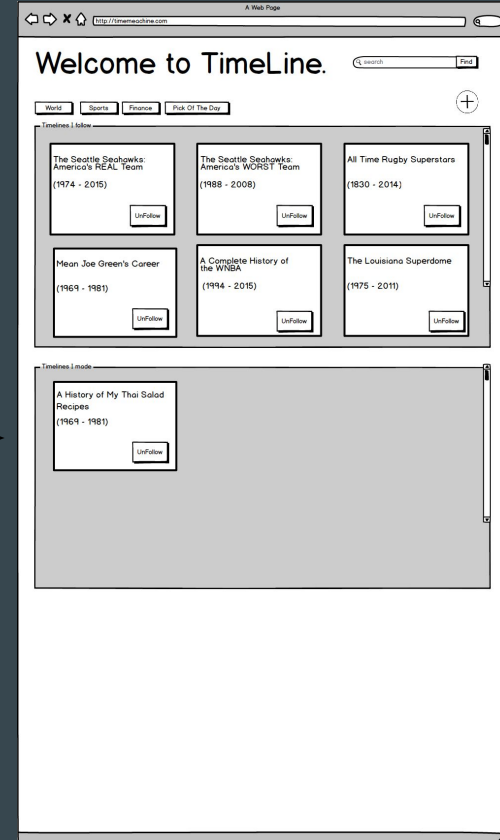 A Web Page
http://timemeachine.com
Welcome to TimeLine.
search
Find
World
Sports
Finance
Pick Of The Day
Timelines I follow
The Seattle Seahawks:
America's REAL Team
(1974 - 2015)
UnFollow
The Seattle Seahawks:
America's WORST Team
(1988 - 2008)
UnFollow
All Time Rugby Superstars
(1830 - 2014)
UnFollow
Mean Joe Green's Career
(1969 - 1981)
UnFollow
A Complete History of
the WNBA
(1994 - 2015)
UnFollow
The Louisiana Superdome
(1975 - 2011)
UnFollow
Timelines I made
A History of My Thai Salad
Recipes
(1969 - 1981)
UnFollow